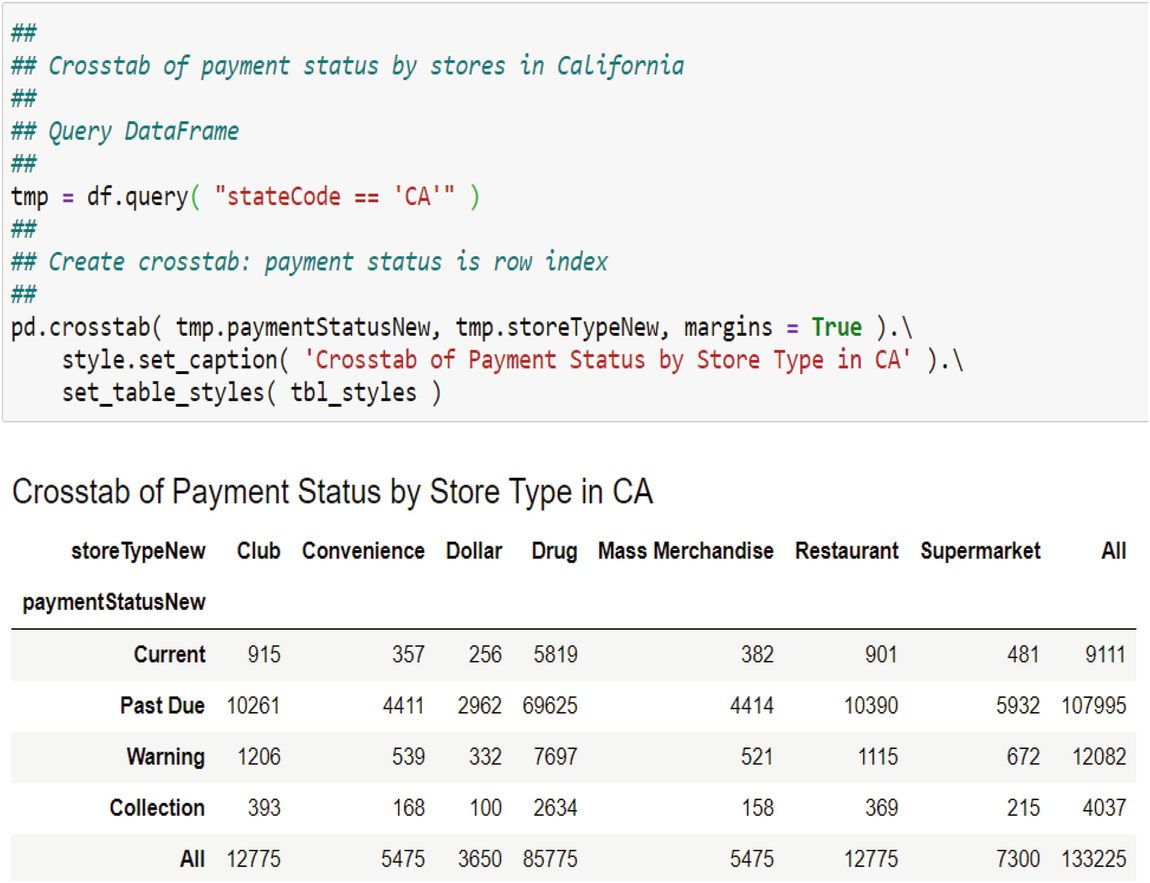 ##
## Crosstab of payment status by stores in California
##
## Query DataFrame
##
tmp = df.query( "stateCode == 'CA'" )
##
## Create crosstab: payment status is row index
##
pd.crosstab( tmp.paymentStatusNew, tmp.storeTypeNew, margins = True ).\
    style.set_caption( 'Crosstab of Payment Status by Store Type in CA' ).\
    set_table_styles( tbl_styles )
Crosstab of Payment Status by Store Type in CA
storeTypeNew Club Convenience Dollar Drug Mass Merchandise Restaurant Supermarket All
paymentStatusNew
Current 915 357 256 5819 382 901 481 9111
Past Due 10261 4411 2962 69625 4414 10390 5932 107995
Warning 1206 539 332 7697 521 1115 672 12082
Collection 393 168 100 2634 158 369 215 4037
All 12775 5475 3650 85775 5475 12775 7300 133225